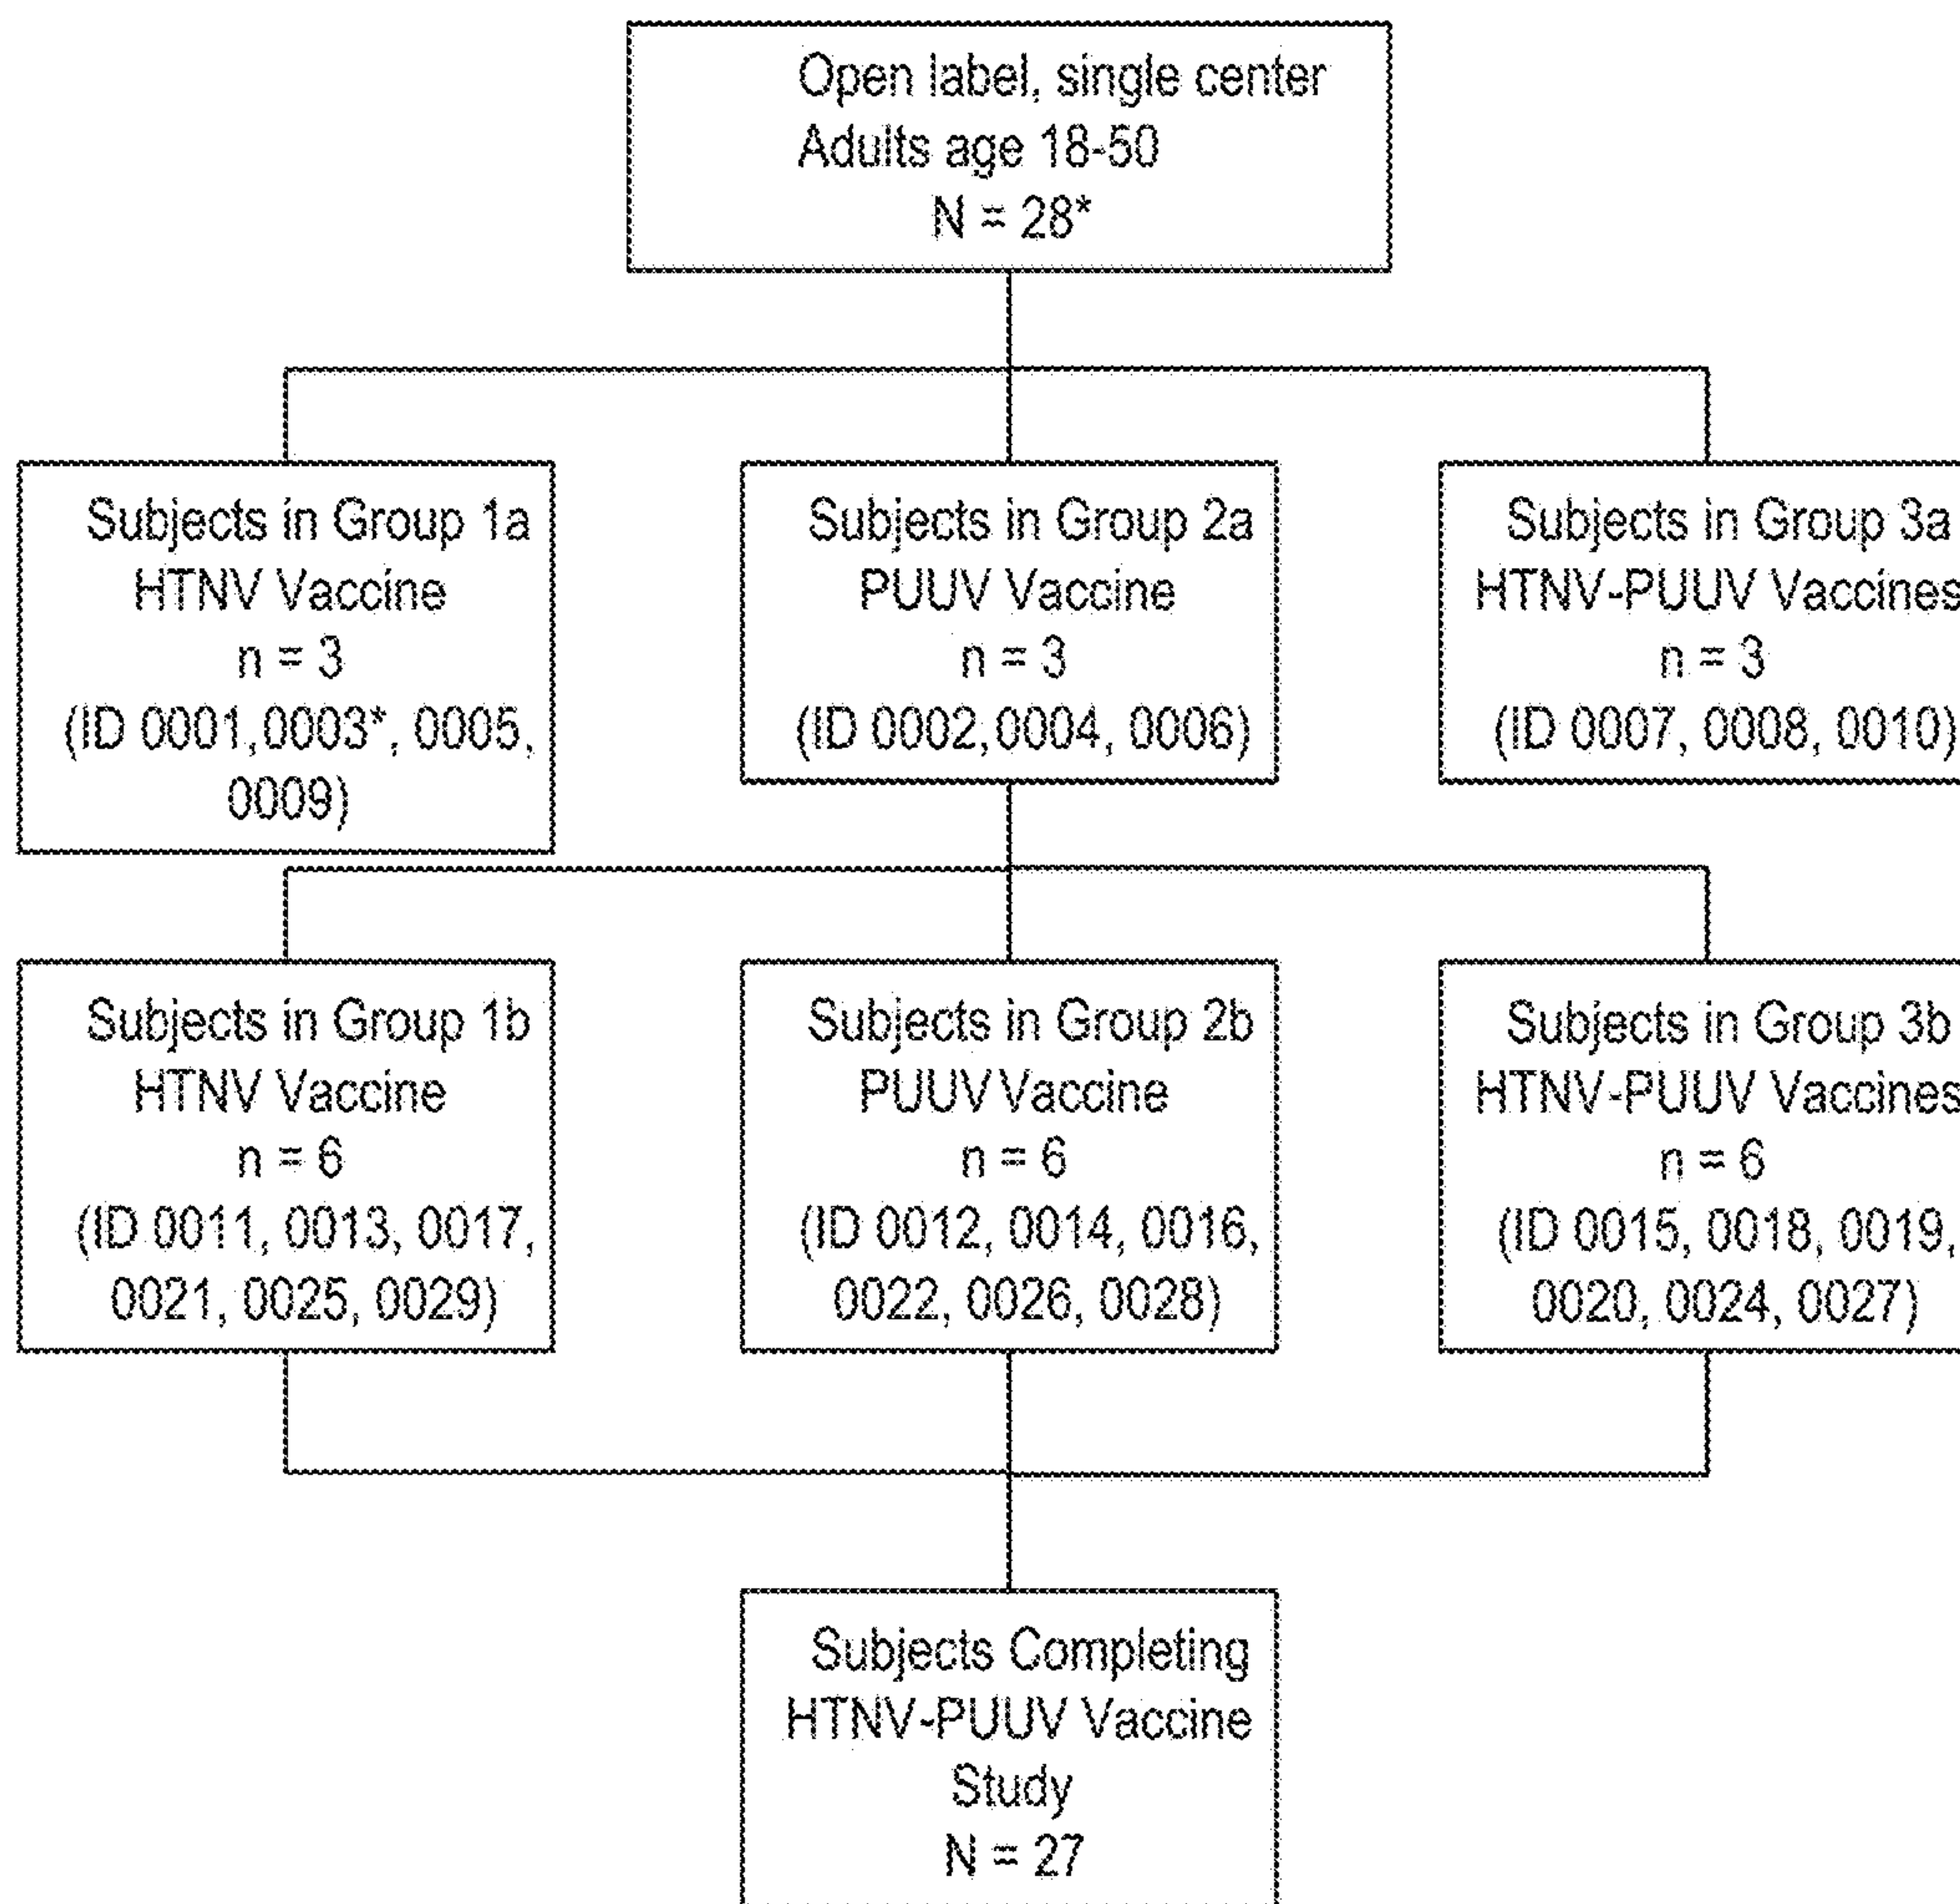 Open label, single center
Adults age 18-50
N = 28*
Subjects in Group 1a
HTNV Vaccine
n = 3
(ID 0001,0003*, 0005,
0009)
Subjects in Group 2a
PUUV Vaccine
n = 3
(ID 0002,0004, 0006)
Subjects in Group 3a
HTNV-PUUV Vaccines
n = 3
(ID 0007, 0008, 0010)
Subjects in Group 1b
HTNV Vaccine
n = 6
(ID 0011, 0013, 0017,
0021, 0025, 0029)
Subjects in Group 2b
PUUV Vaccine
n = 6
(ID 0012, 0014, 0016,
0022, 0026, 0028)
Subjects in Group 3b
HTNV-PUUV Vaccines
n = 6
(ID 0015, 0018, 0019,
0020, 0024, 0027)
Subjects Completing
HTNV-PUUV Vaccine
Study
N = 27